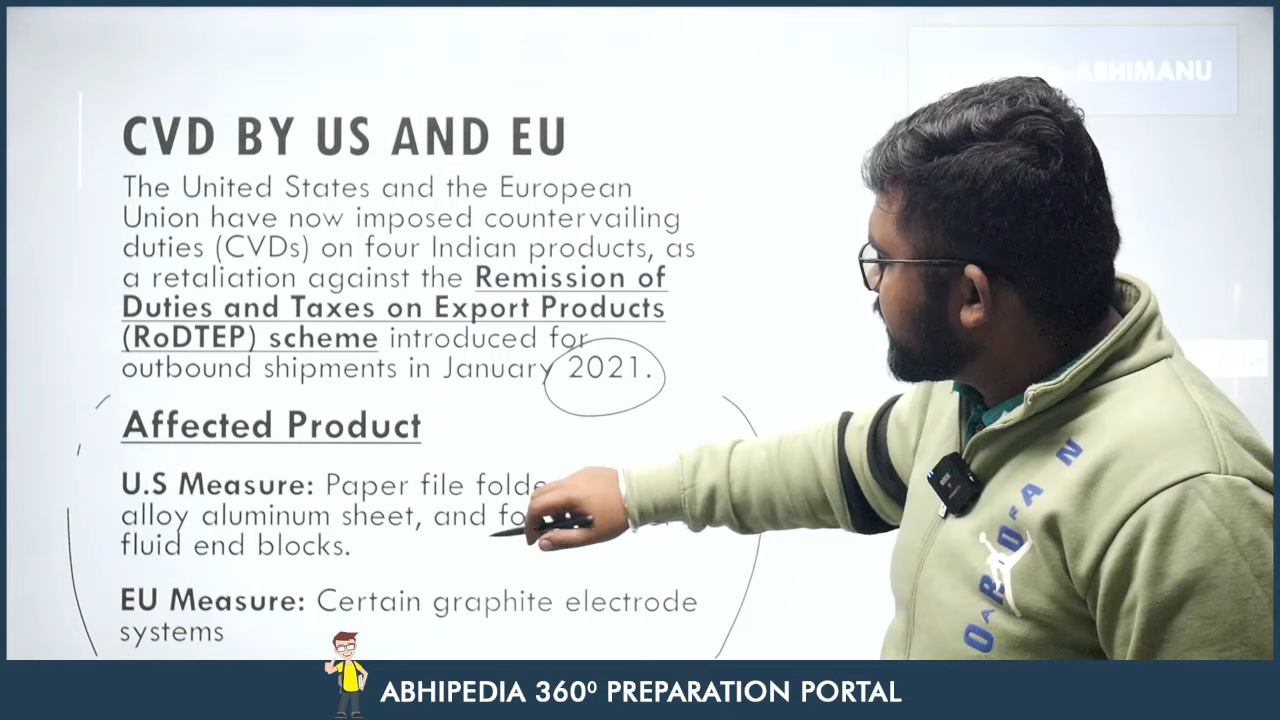 ABHIMANU
CVD BY US AND EU
The United States and the European
Union have now imposed countervailing
duties (CVDs) on four Indian products, as
a retaliation against the Remission of
Duties and Taxes on Export Products
(RoDTEP) scheme introduced for
outbound shipments in January 2021.
Affected Product
U.S Measure: Paper file folde
alloy aluminum sheet, and fo
fluid end blocks.
EU Measure: Certain graphite electrode
systems
JORDAN
ABHIPEDIA 360⁰ PREPARATION PORTAL